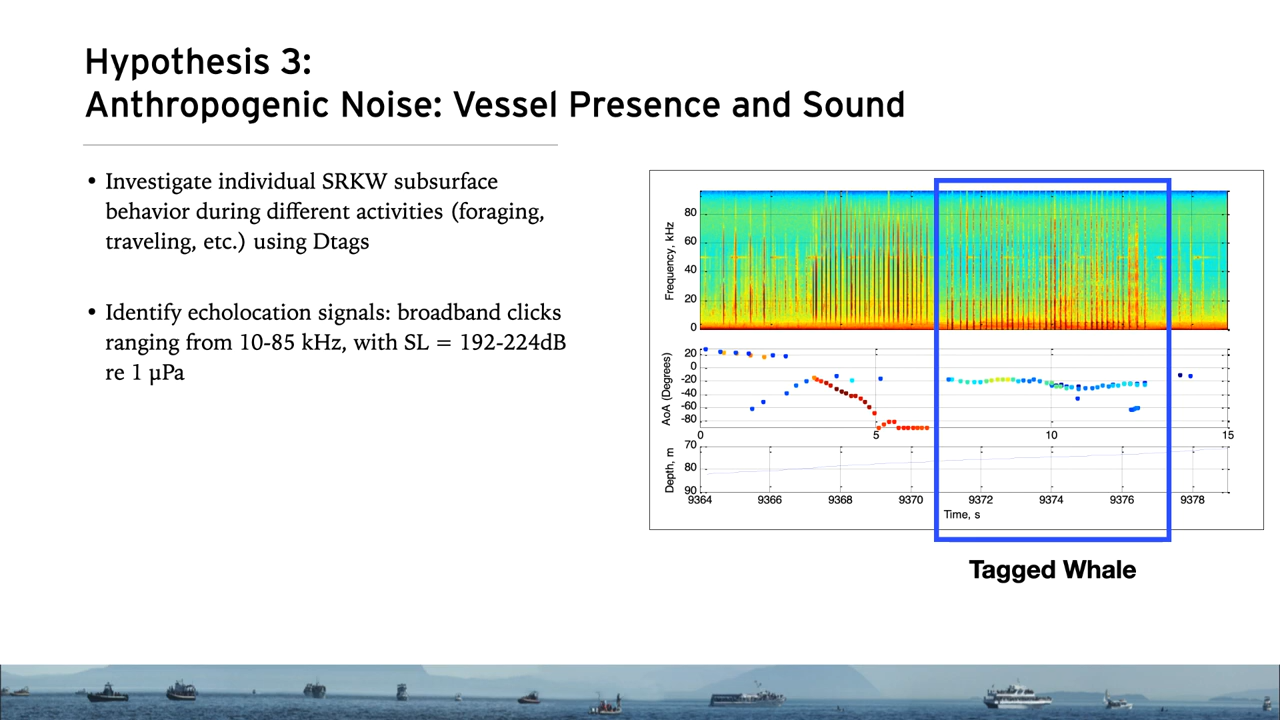 Hypothesis 3:
Anthropogenic Noise: Vessel Presence and Sound
• Investigate individual SRKW subsurface
behavior during different activities (foraging,
traveling, etc.) using Dtags
• Identify echolocation signals: broadband clicks
ranging from 10-85 kHz, with SL = 192-224dB
re 1 µPa
Frequency, kHz
80
60
40
20
0
AoA (Degrees)
20
0
-20
-40
-60
-80
0 5 10 15
Depth, m
70
80
90
9364 9366 9368 9370 9372 9374 9376 9378
Time, s
Tagged Whale